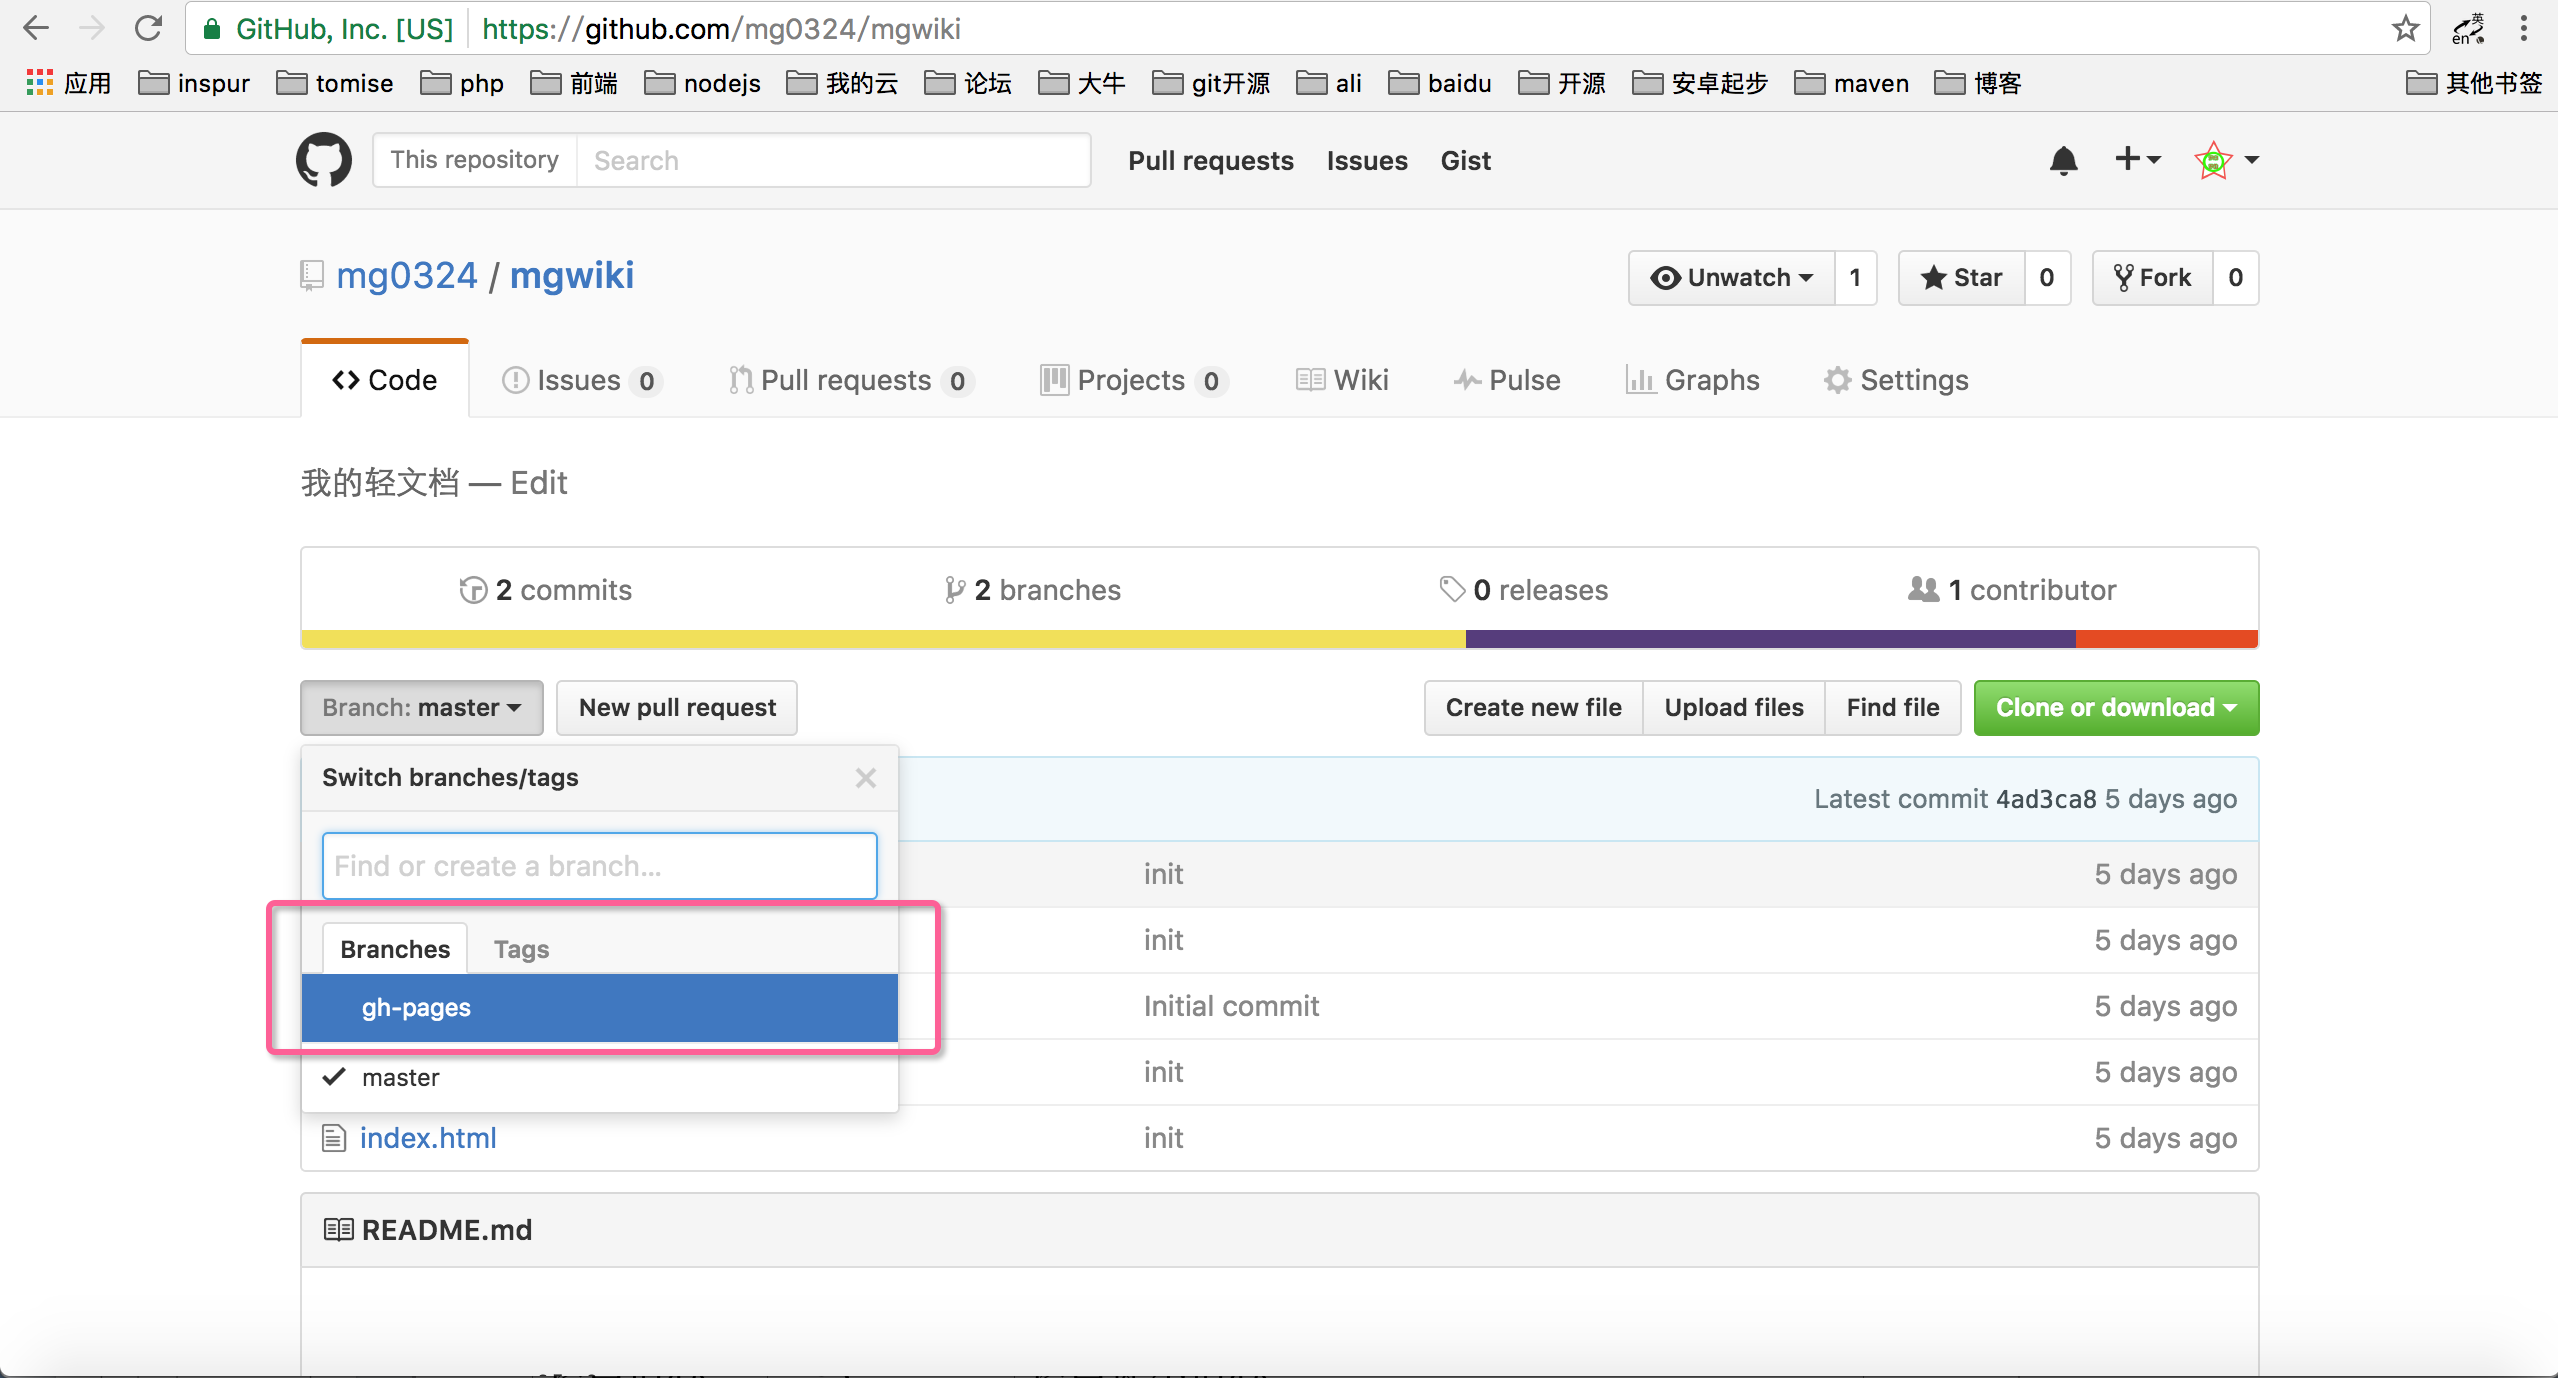 GitHub, Inc. [US] https://github.com/mg0324/mgwiki
应用 inspur tomise php 前端 nodejs 我的云 论坛 大牛 git开源 ali baidu 开源 安卓起步 maven 博客 其他书签
This repository Search Pull requests Issues Gist
mg0324 / mgwiki Unwatch 1 Star 0 Fork 0
Code Issues 0 Pull requests 0 Projects 0 Wiki Pulse Graphs Settings
我的轻文档 — Edit
2 commits 2 branches 0 releases 1 contributor
Branch: master New pull request Create new file Upload files Find file Clone or download
Switch branches/tags
Latest commit 4ad3ca8 5 days ago
Find or create a branch...
init 5 days ago
Branches Tags
init 5 days ago
gh-pages
Initial commit 5 days ago
master
init 5 days ago
index.html init 5 days ago
README.md